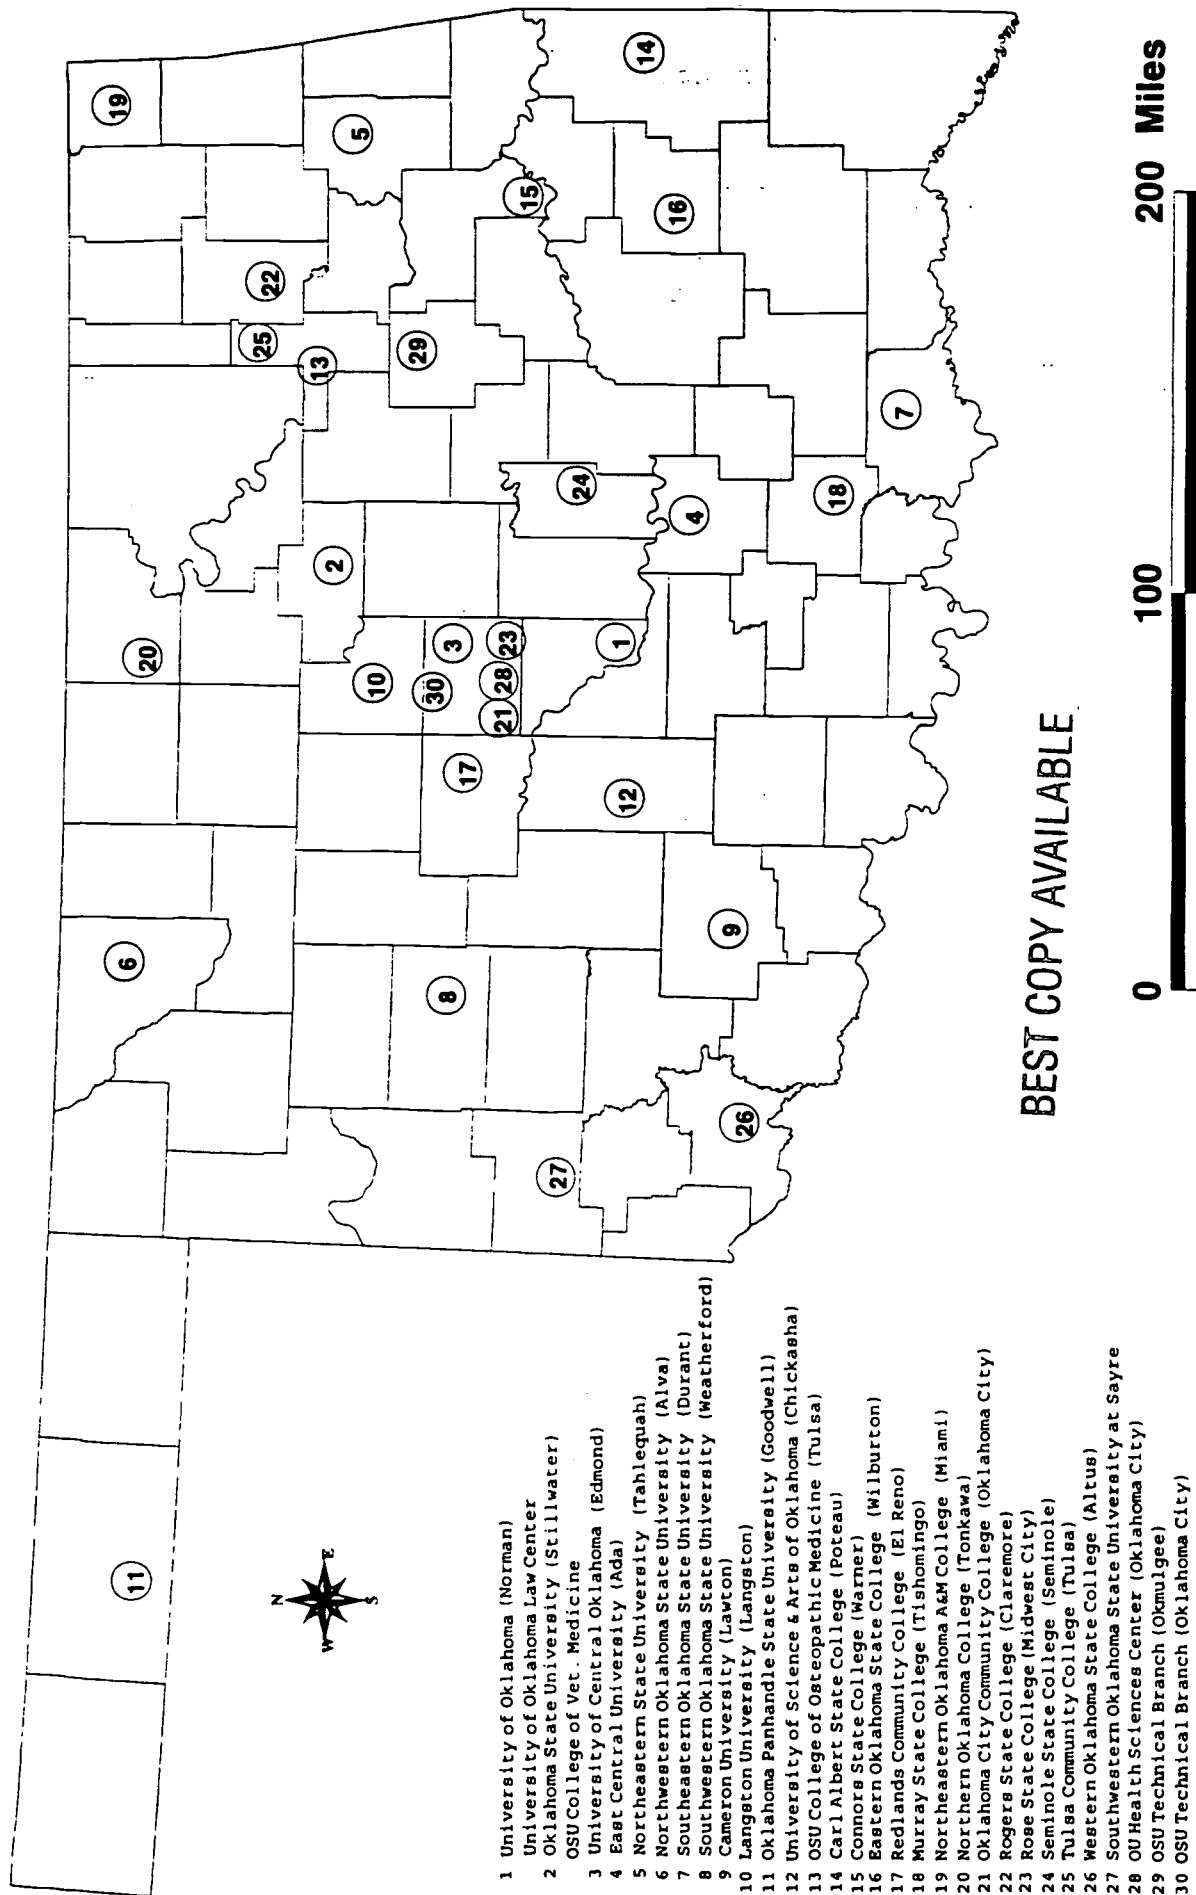 19
14
5
15
16
22
25
13
29
7
24
18
4
2
20
3
23
1
10
30
28
21
17
12
6
8
9
27
26
11
N
W
E
S
1 University of Oklahoma (Norman)
University of Oklahoma Law Center
2 Oklahoma State University (Stillwater)
OSU College of Vet. Medicine
3 University of Central Oklahoma (Edmond)
4 East Central University (Ada)
5 Northeastern State University (Tahlequah)
6 Northwestern Oklahoma State University (Alva)
7 Southeastern Oklahoma State University (Durant)
8 Southwestern Oklahoma State University (Weatherford)
9 Cameron University (Lawton)
10 Langston University (Langston)
11 Oklahoma Panhandle State University (Goodwell)
12 University of Science & Arts of Oklahoma (Chickasha)
13 OSU College of Osteopathic Medicine (Tulsa)
14 Carl Albert State College (Poteau)
15 Connors State College (Warner)
16 Eastern Oklahoma State College (Wilburton)
17 Redlands Community College (El Reno)
18 Murray State College (Tishomingo)
19 Northeastern Oklahoma A&M College (Miami)
20 Northern Oklahoma College (Tonkawa)
21 Oklahoma City Community College (Oklahoma City)
22 Rogers State College (Claremore)
23 Rose State College (Midwest City)
24 Seminole State College (Seminole)
25 Tulsa Community College (Tulsa)
26 Western Oklahoma State College (Altus)
27 Southwestern Oklahoma State University at Sayre
28 OU Health Sciences Center (Oklahoma City)
29 OSU Technical Branch (Okmulgee)
30 OSU Technical Branch (Oklahoma City)
BEST COPY AVAILABLE
0 100 200 Miles